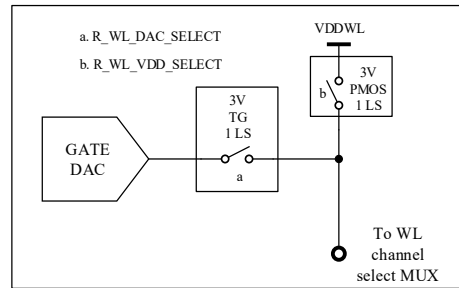 a. R_WL_DAC_SELECT
b. R_WL_VDD_SELECT
VDDWL
b
3V
PMOS
1 LS
3V
TG
1 LS
a
GATE
DAC
To WL
channel
select MUX